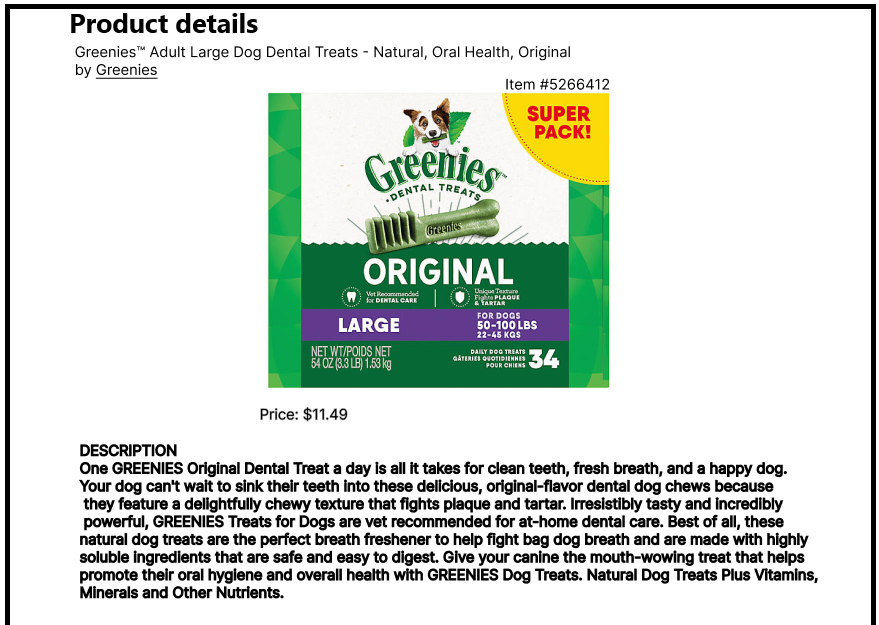 Product details
Greenies™ Adult Large Dog Dental Treats - Natural, Oral Health, Original
by Greenies
Item #5266412
SUPER
PACK!
Greenies™
DENTAL TREATS
Greenies
ORIGINAL
Vet Recommended
for DENTAL CARE
Unique Texture
Fights PLAQUE
& TARTAR
LARGE
FOR DOGS
50-100 LBS
22-45 KGS
NET WT/POIDS NET
54 OZ (3.3 LB) 1.53 kg
DAILY DOG TREATS
GÂTERIES QUOTIDIENNES
POUR CHIENS
34
Price: $11.49
DESCRIPTION
One GREENIES Original Dental Treat a day is all it takes for clean teeth, fresh breath, and a happy dog.
Your dog can't wait to sink their teeth into these delicious, original-flavor dental dog chews because
they feature a delightfully chewy texture that fights plaque and tartar. Irresistibly tasty and incredibly
powerful, GREENIES Treats for Dogs are vet recommended for at-home dental care. Best of all, these
natural dog treats are the perfect breath freshener to help fight bag dog breath and are made with highly
soluble ingredients that are safe and easy to digest. Give your canine the mouth-wowing treat that helps
promote their oral hygiene and overall health with GREENIES Dog Treats. Natural Dog Treats Plus Vitamins,
Minerals and Other Nutrients.